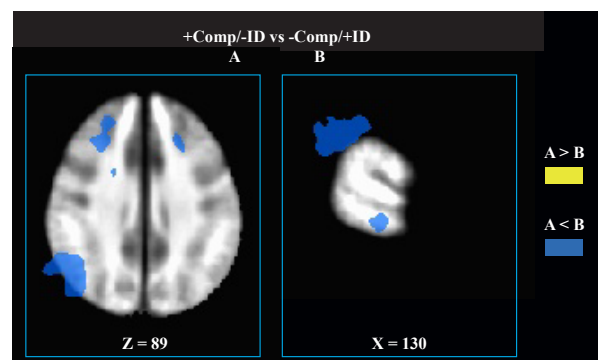 +Comp/-ID vs -Comp/+ID
A B
A > B
A < B
Z = 89 X = 130